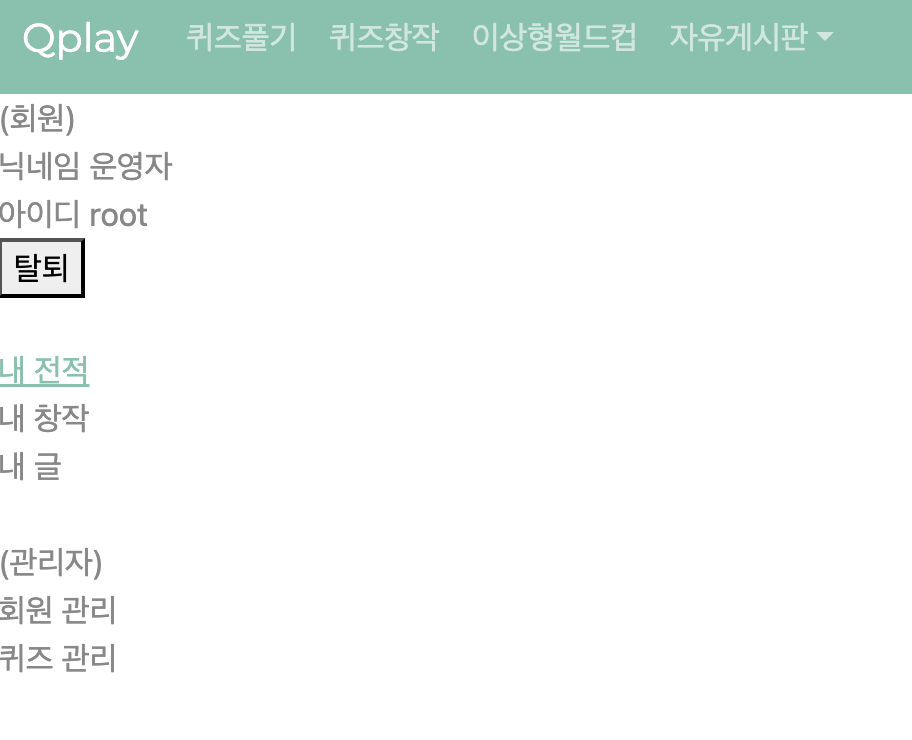 Qplay 퀴즈풀기 퀴즈창작 이상형월드컵 자유게시판
(회원)
닉네임 운영자
아이디 root
탈퇴
내 전적
내 창작
내 글
(관리자)
회원 관리
퀴즈 관리